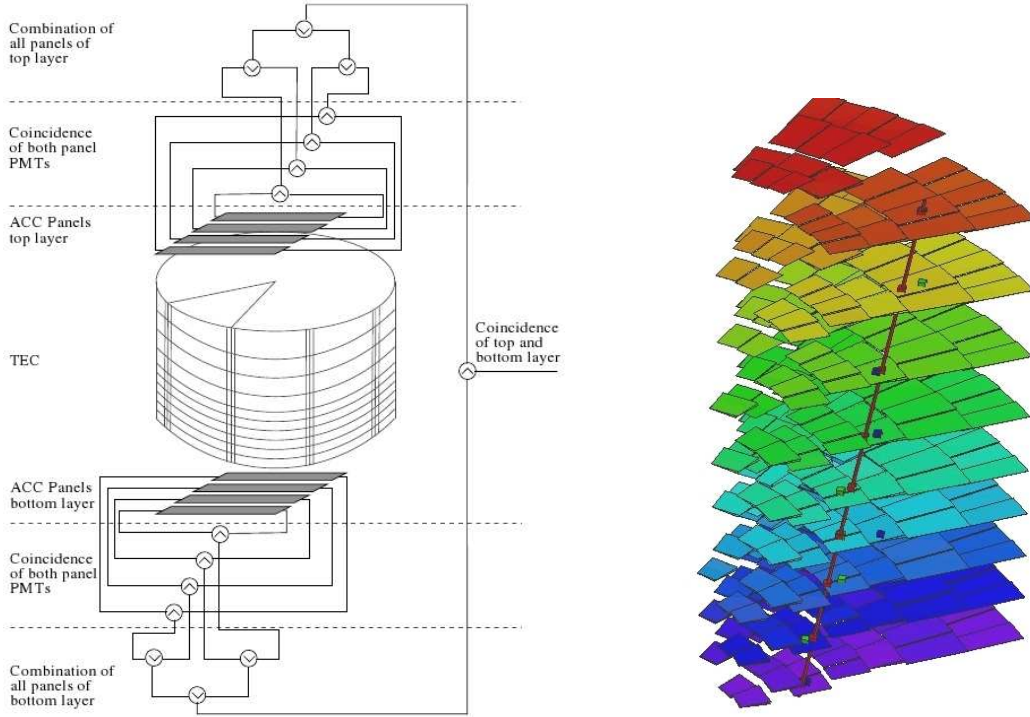 Combination of
all panels of
top layer
Coincidence
of both panel
PMTs
ACC Panels
top layer
TEC
Coincidence
of top and
bottom layer
ACC Panels
bottom layer
Coincidence
of both panel
PMTs
Combination of
all panels of
bottom layer